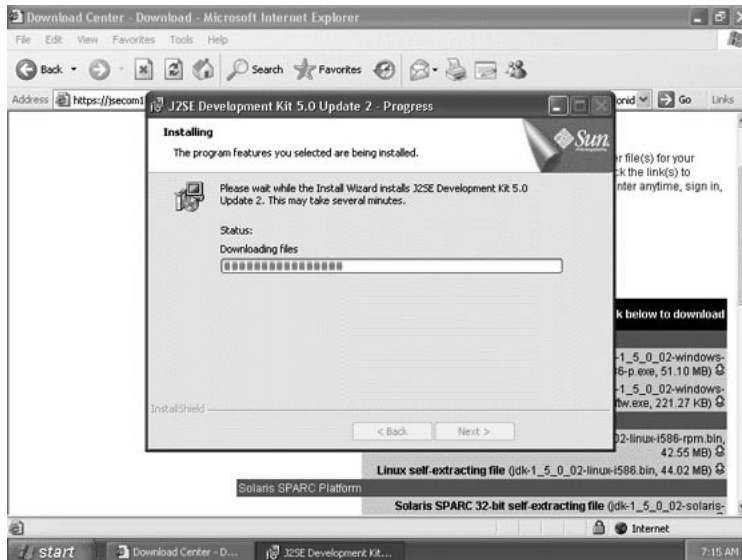 Download Center - Download - Microsoft Internet Explorer
File Edit View Favorites Tools Help
Back Search Favorites
Address https://jsecom1 Go Links
J2SE Development Kit 5.0 Update 2 - Progress
Installing
The program features you selected are being installed.
Sun
microsystems
Please wait while the Install Wizard installs J2SE Development Kit 5.0
Update 2. This may take several minutes.
Status:
Downloading files
InstallShield
< Back Next >
r file(s) for your
ck the link(s) to
nter anytime, sign in,
k below to download
-1_5_0_02-windows-
-p.exe, 51.10 MB)
-1_5_0_02-windows-
ftw.exe, 221.27 KB)
02-linux-i586-rpm.bin,
42.55 MB)
Linux self-extracting file (jdk-1_5_0_02-linux-i586.bin, 44.02 MB)
Solaris SPARC Platform
Solaris SPARC 32-bit self-extracting file (jdk-1_5_0_02-solaris-
Internet
start Download Center - D... J2SE Development Kit... 7:15 AM